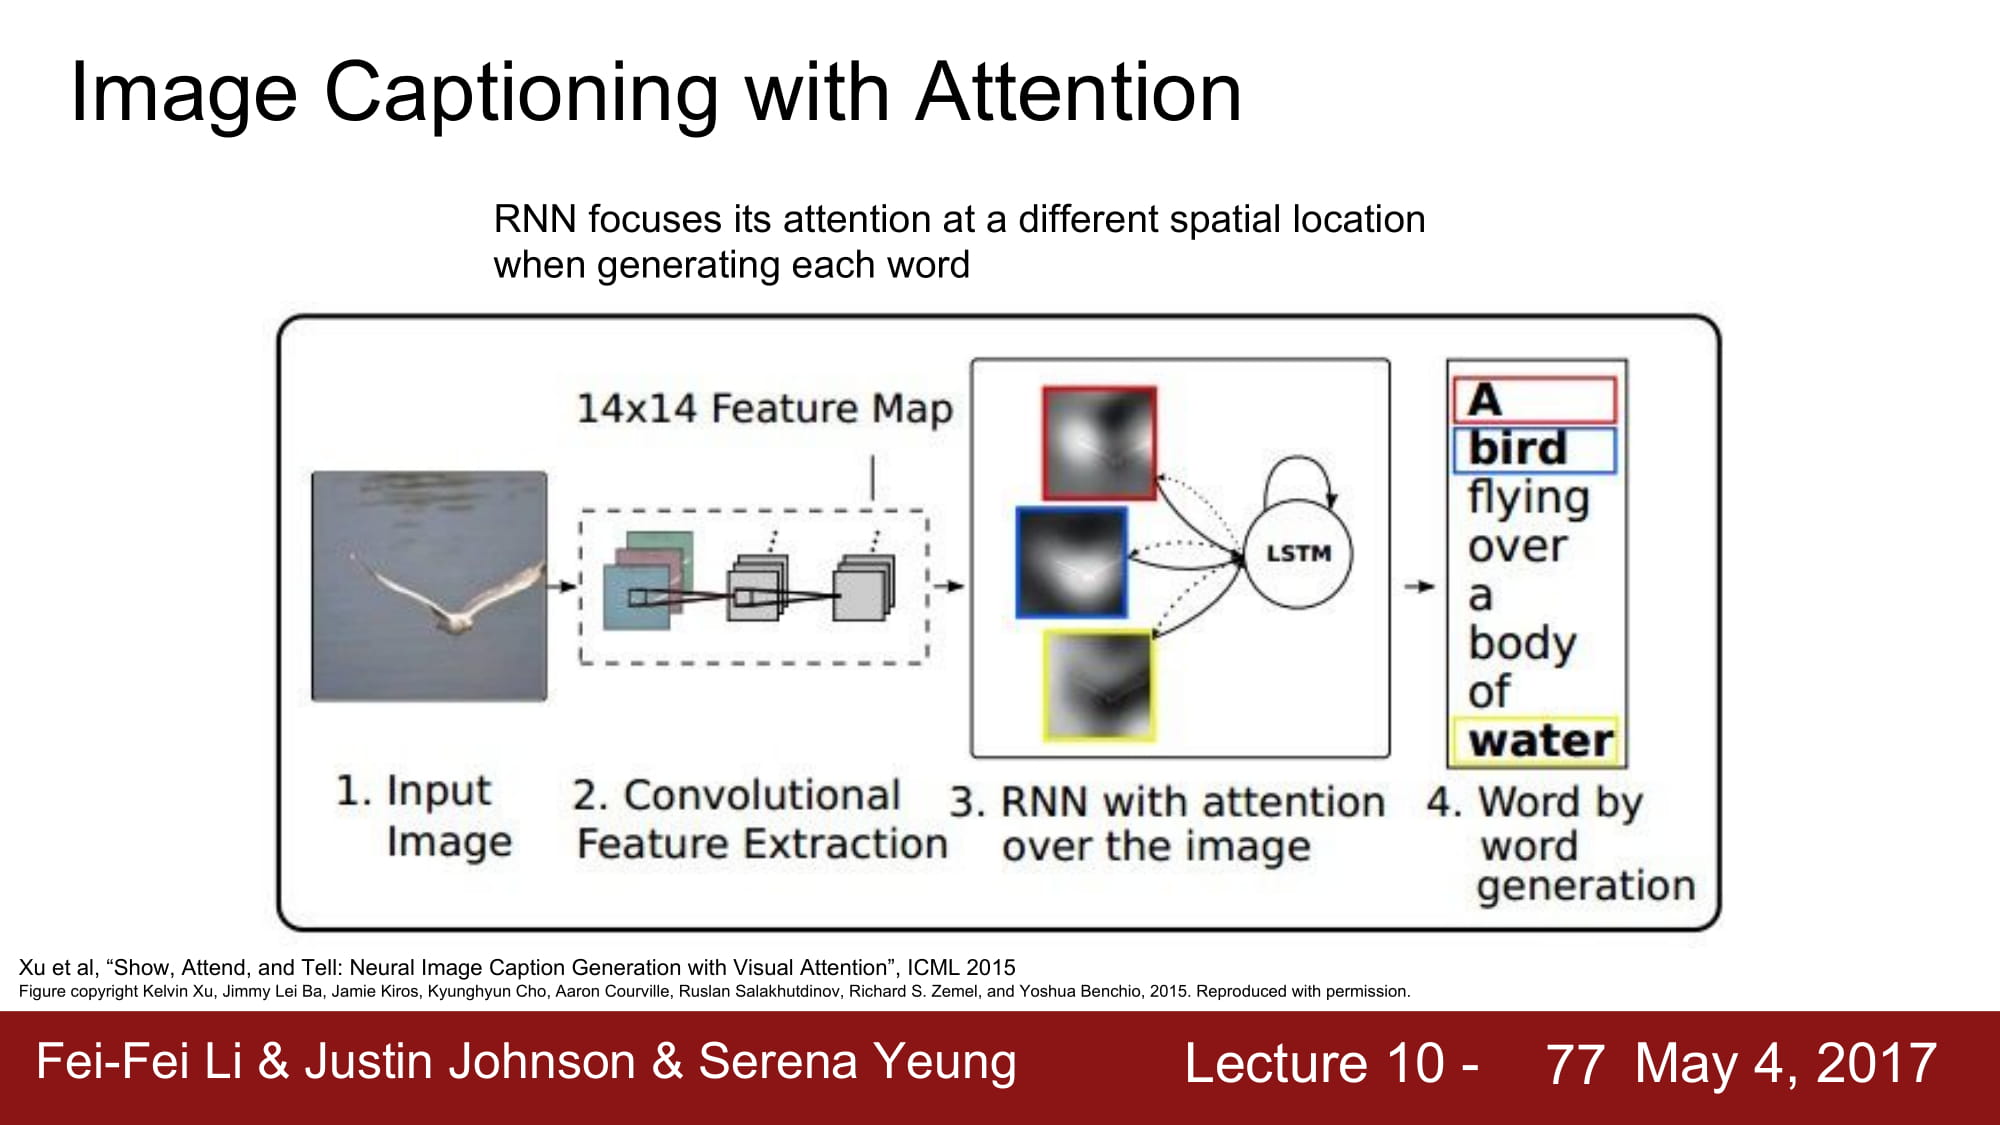 Image Captioning with Attention
RNN focuses its attention at a different spatial location
when generating each word
14x14 Feature Map
LSTM
A
bird
flying
over
a
body
of
water
1. Input
Image
2. Convolutional
Feature Extraction
3. RNN with attention
over the image
4. Word by
word
generation
Xu et al, “Show, Attend, and Tell: Neural Image Caption Generation with Visual Attention”, ICML 2015
Figure copyright Kelvin Xu, Jimmy Lei Ba, Jamie Kiros, Kyunghyun Cho, Aaron Courville, Ruslan Salakhutdinov, Richard S. Zemel, and Yoshua Benchio, 2015. Reproduced with permission.
Fei-Fei Li & Justin Johnson & Serena Yeung Lecture 10 - 77 May 4, 2017